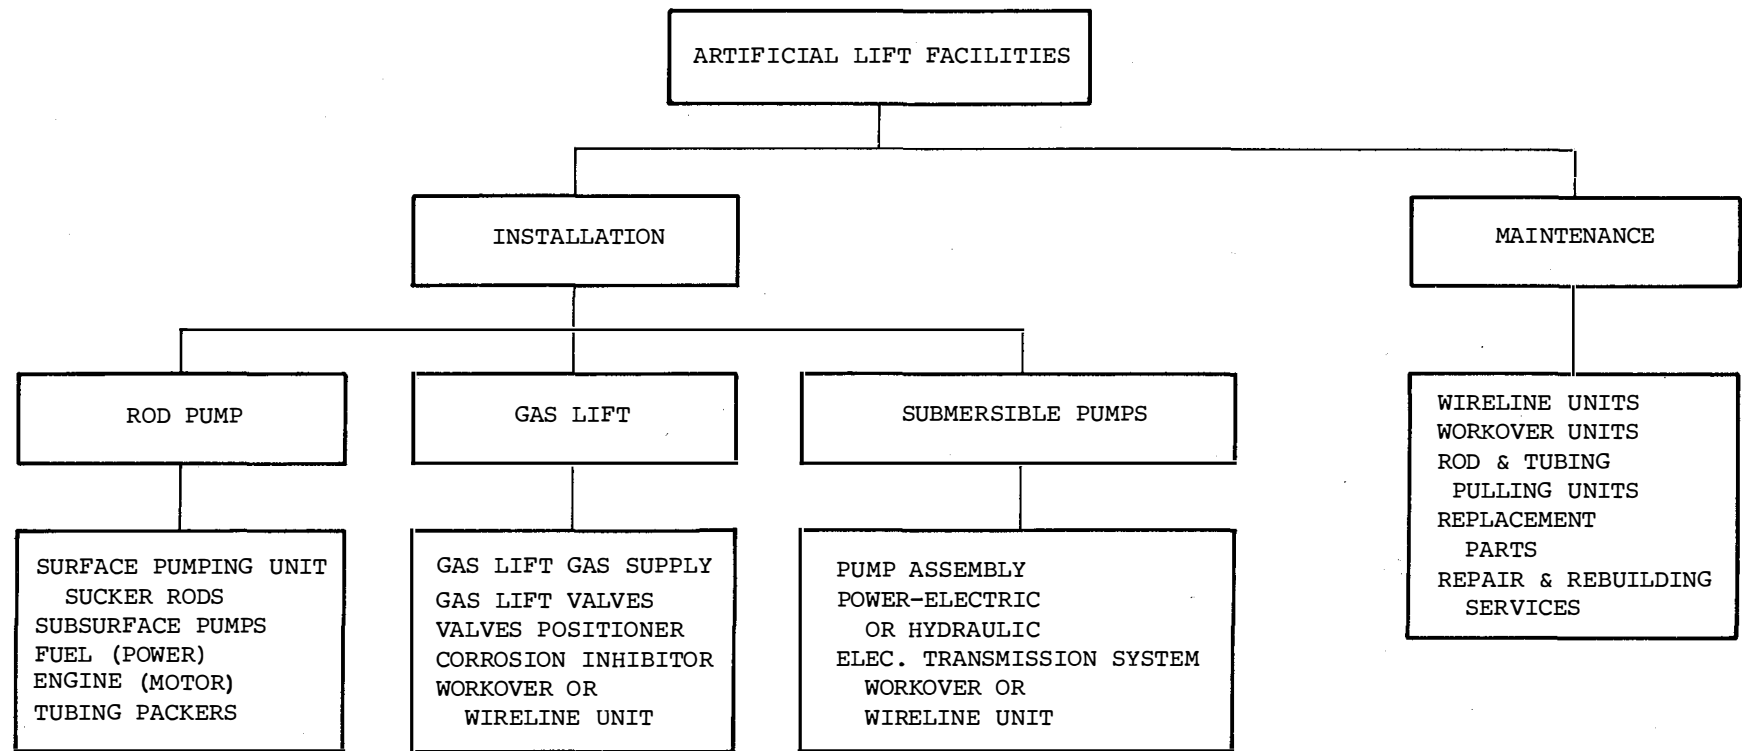 ARTIFICIAL LIFT FACILITIES
INSTALLATION
MAINTENANCE
ROD PUMP
GAS LIFT
SUBMERSIBLE PUMPS
SURFACE PUMPING UNIT
SUCKER RODS
SUBSURFACE PUMPS
FUEL (POWER)
ENGINE (MOTOR)
TUBING PACKERS
GAS LIFT GAS SUPPLY
GAS LIFT VALVES
VALVES POSITIONER
CORROSION INHIBITOR
WORKOVER OR
WIRELINE UNIT
PUMP ASSEMBLY
POWER-ELECTRIC
OR HYDRAULIC
ELEC. TRANSMISSION SYSTEM
WORKOVER OR
WIRELINE UNIT
WIRELINE UNITS
WORKOVER UNITS
ROD & TUBING
PULLING UNITS
REPLACEMENT
PARTS
REPAIR & REBUILDING
SERVICES